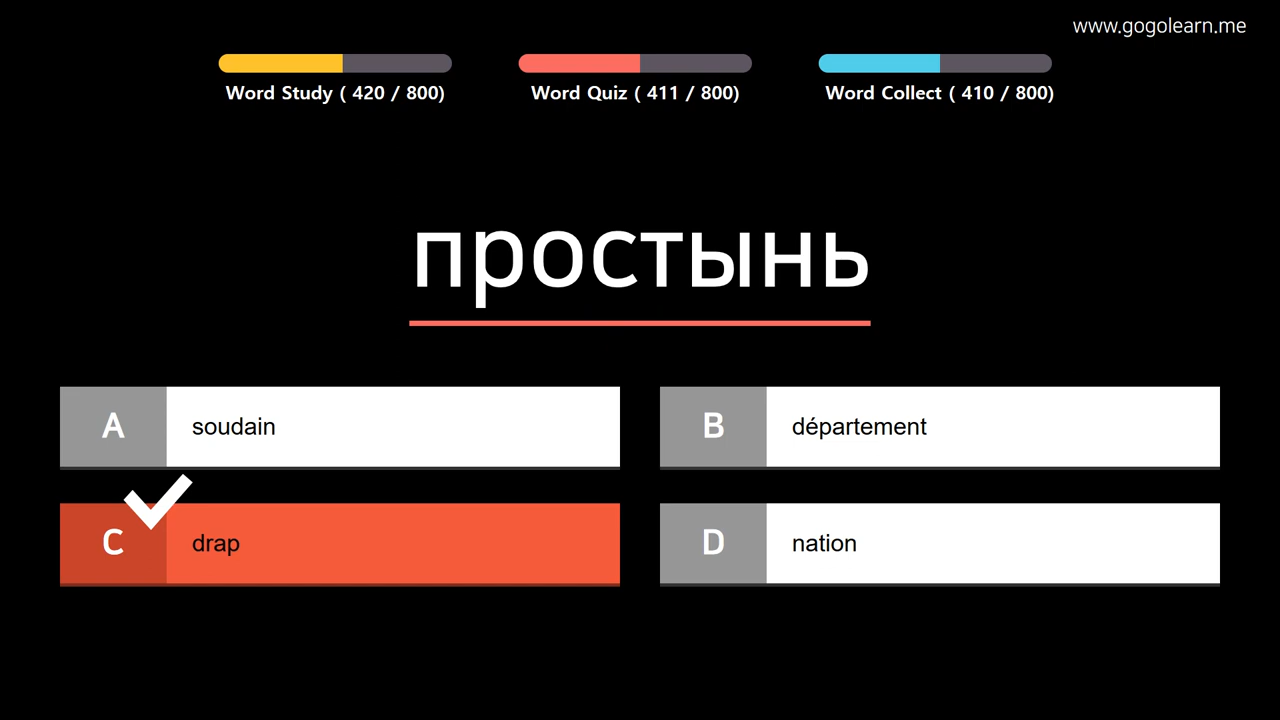 www.gogolearn.me
Word Study ( 420 / 800)
Word Quiz ( 411 / 800)
Word Collect ( 410 / 800)
простынь
A soudain
B département
C drap
D nation